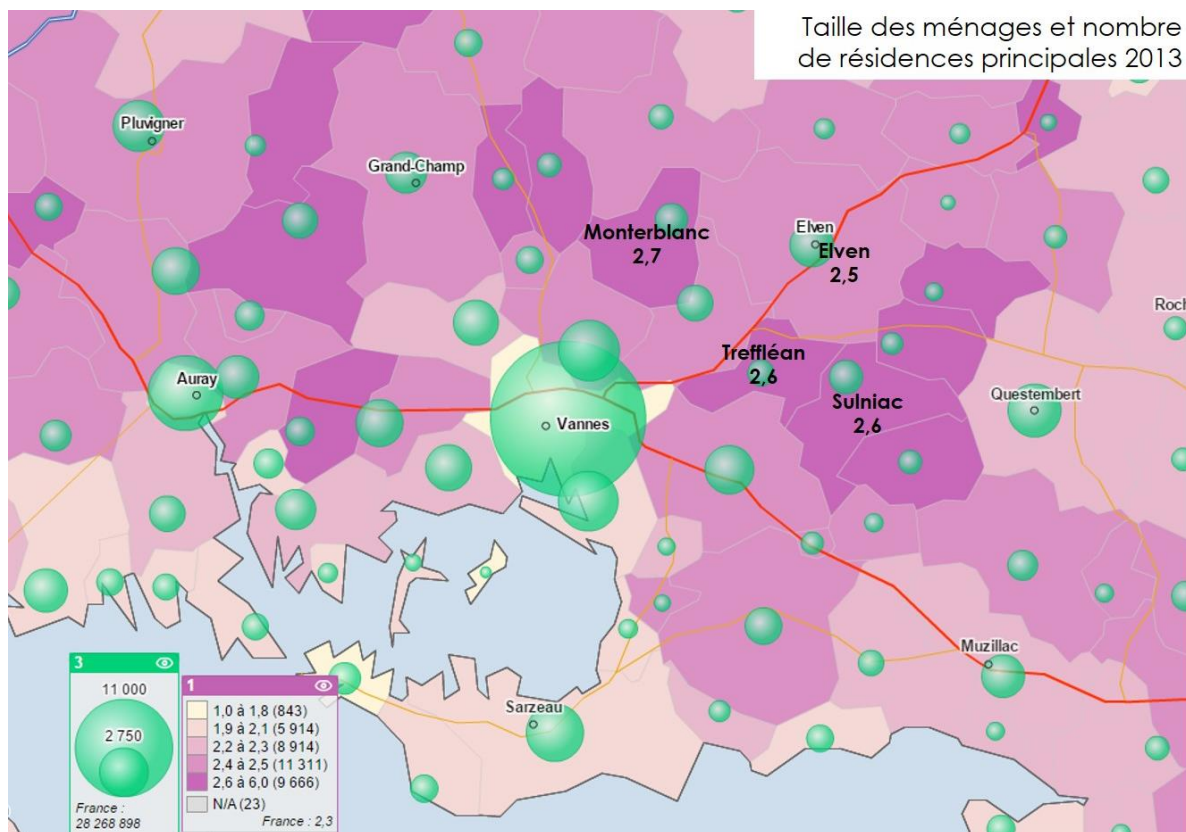 Taille des ménages et nombre
de résidences principales 2013
Pluvigner
Grand-Champ
Monterblanc
2,7
Elven
Elven
2,5
Roch
Treffléan
2,6
Auray
Sulniac
2,6
Questembert
Vannes
Muzillac
Sarzeau
3
11 000
2 750
France :
28 268 898
1
1,0 à 1,8 (843)
1,9 à 2,1 (5 914)
2,2 à 2,3 (8 914)
2,4 à 2,5 (11 311)
2,6 à 6,0 (9 666)
N/A (23)
France : 2,3